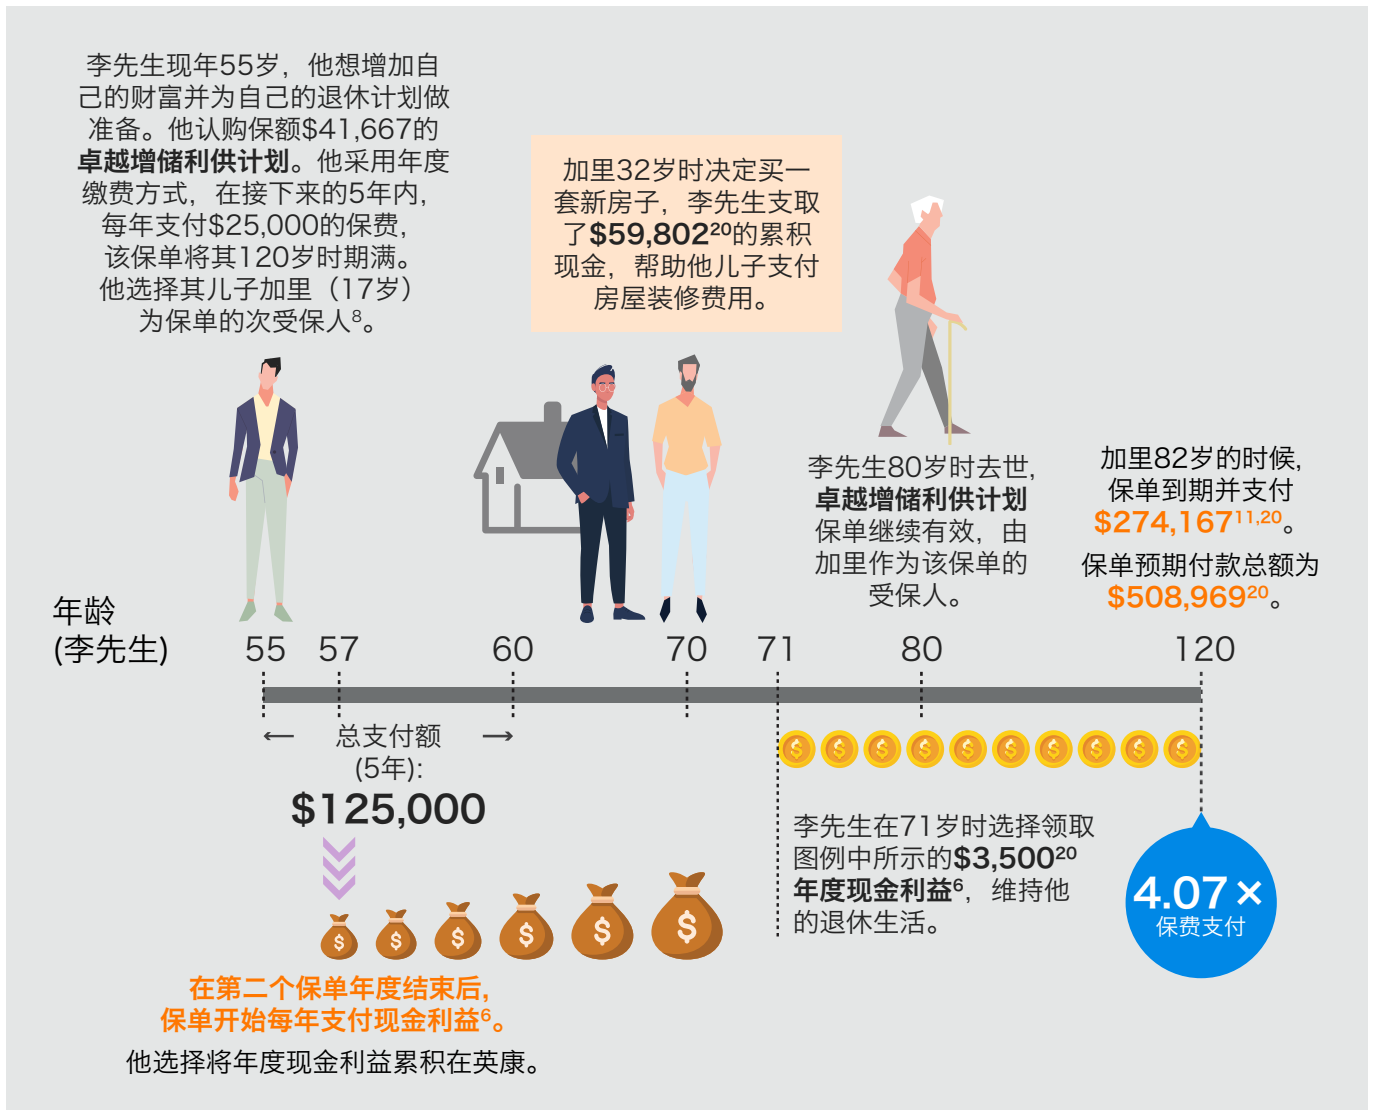 李先生现年55岁，他想增加自
己的财富并为自己的退休计划做
准备。他认购保额$41,667的
卓越增储利供计划。他采用年度
缴费方式，在接下来的5年内，
每年支付$25,000的保费，
该保单将其120岁时期满。
他选择其儿子加里（17岁）
为保单的次受保人⁸。
加里32岁时决定买一
套新房子，李先生支取
了$59,802²⁰的累积
现金，帮助他儿子支付
房屋装修费用。
李先生80岁时去世,
卓越增储利供计划
保单继续有效，由
加里作为该保单的
受保人。
加里82岁的时候,
保单到期并支付
$274,167¹¹,²⁰。
保单预期付款总额为
$508,969²⁰。
年龄
(李先生)
55 57 60 70 71 80 120
← 总支付额 →
(5年):
$125,000
$ $ $ $ $ $ $ $ $ $
李先生在71岁时选择领取
图例中所示的$3,500²⁰
年度现金利益⁶，维持他
的退休生活。
4.07×
保费支付
$ $ $ $ $ $
在第二个保单年度结束后,
保单开始每年支付现金利益⁶。
他选择将年度现金利益累积在英康。